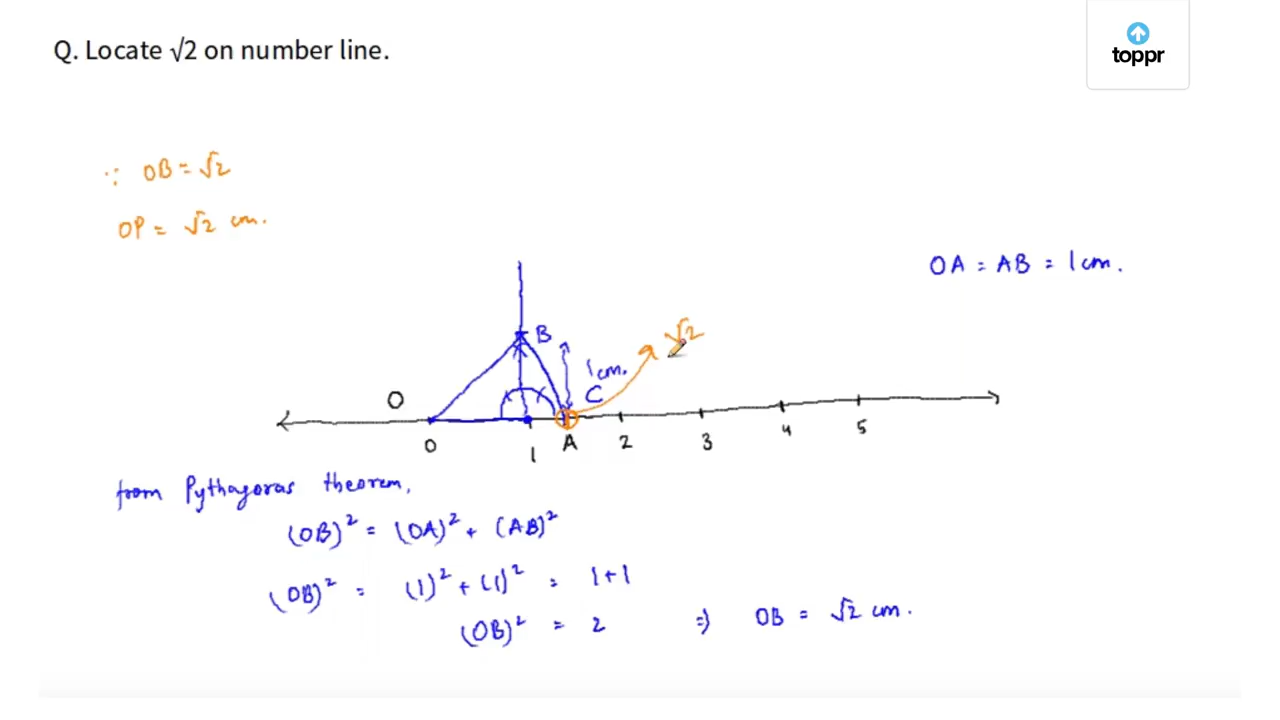 Q. Locate √2 on number line.
toppr
∵ OB = √2
OP = √2 cm.
OA = AB = 1cm.
B
√2
1cm.
C
O
0 1 A 2 3 4 5
from Pythagoras theorem,
(OB)² = (OA)² + (AB)²
(OB)² = (1)² + (1)² = 1+1
(OB)² = 2 ⇒ OB = √2 cm.